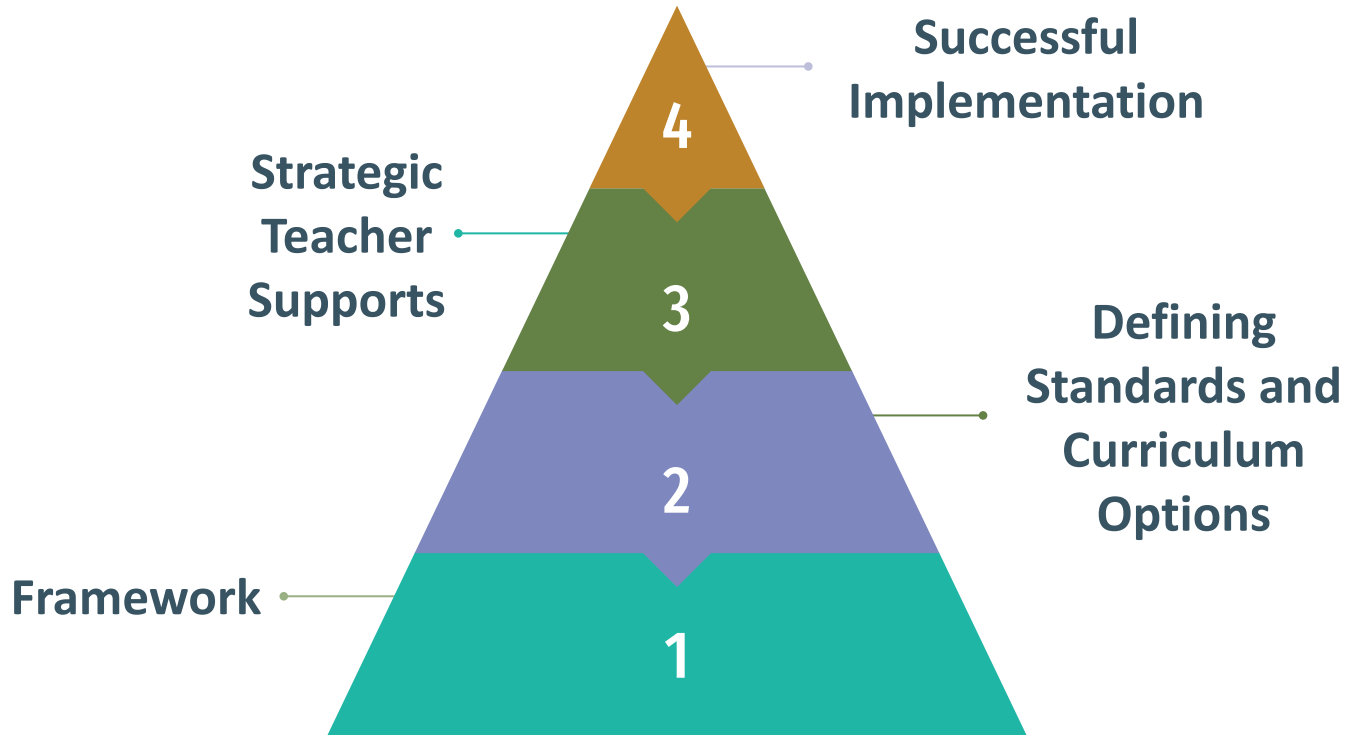 Successful
Implementation
4
Strategic
Teacher
Supports
3
Defining
Standards and
Curriculum
Options
2
Framework
1